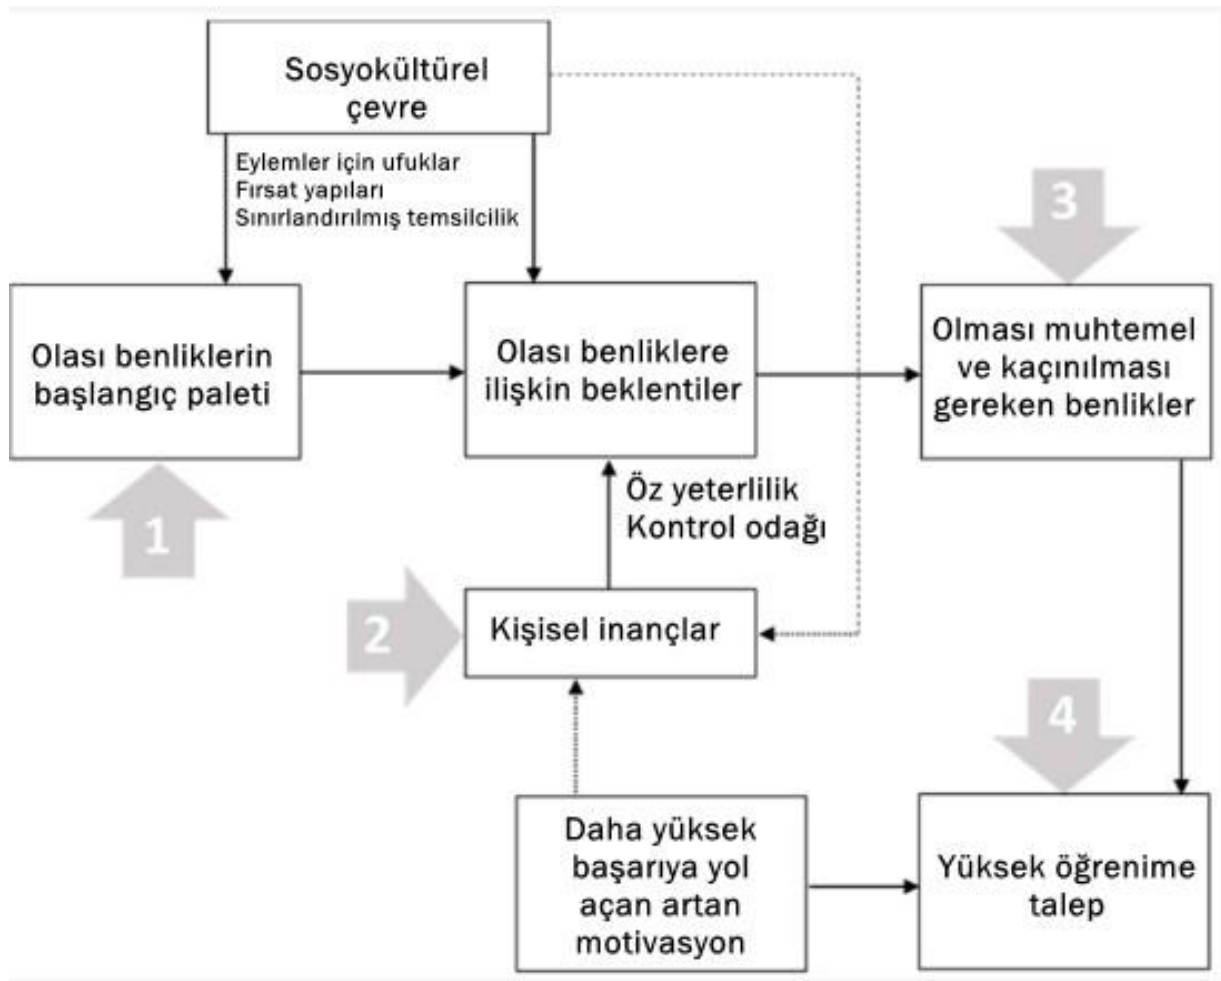 Sosyokültürel
çevre
Eylemler için ufuklar
Fırsat yapıları
Sınırlandırılmış temsilcilik
3
Olası benliklerin
başlangıç paleti
Olası benliklere
ilişkin beklentiler
Olması muhtemel
ve kaçınılması
gereken benlikler
1
Öz yeterlilik
Kontrol odağı
2
Kişisel inançlar
4
Daha yüksek
başarıya yol
açan artan
motivasyon
Yüksek öğrenime
talep